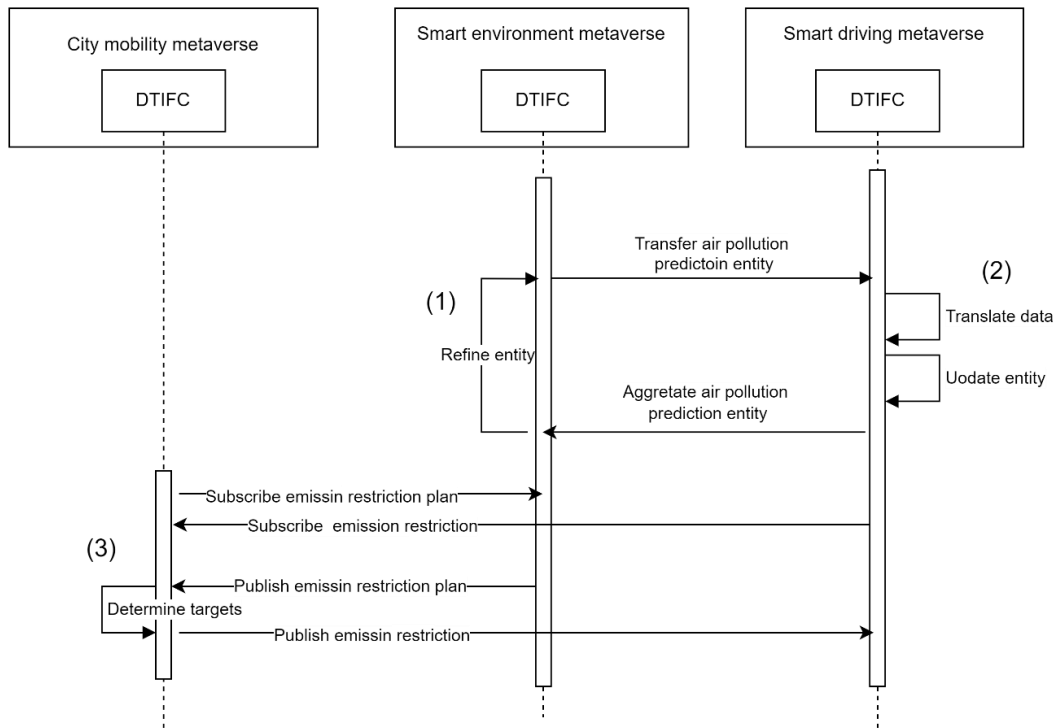 City mobility metaverse
Smart environment metaverse
Smart driving metaverse
DTIFC
DTIFC
DTIFC
Transfer air pollution
predictoin entity
(2)
(1)
Translate data
Refine entity
Uodate entity
Aggretate air pollution
prediction entity
Subscribe emissin restriction plan
Subscribe emission restriction
(3)
Publish emissin restriction plan
Determine targets
Publish emissin restriction